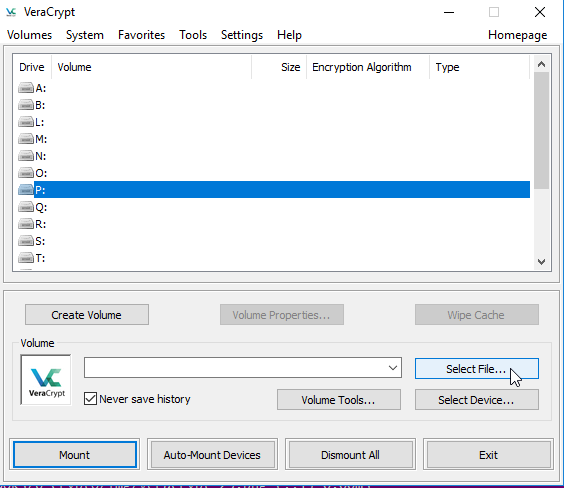 VeraCrypt
Volumes System Favorites Tools Settings Help Homepage
Drive Volume Size Encryption Algorithm Type
A:
B:
L:
M:
N:
O:
P:
Q:
R:
S:
T:
Create Volume Volume Properties... Wipe Cache
Volume
VeraCrypt
Select File...
Never save history Volume Tools... Select Device...
Mount Auto-Mount Devices Dismount All Exit